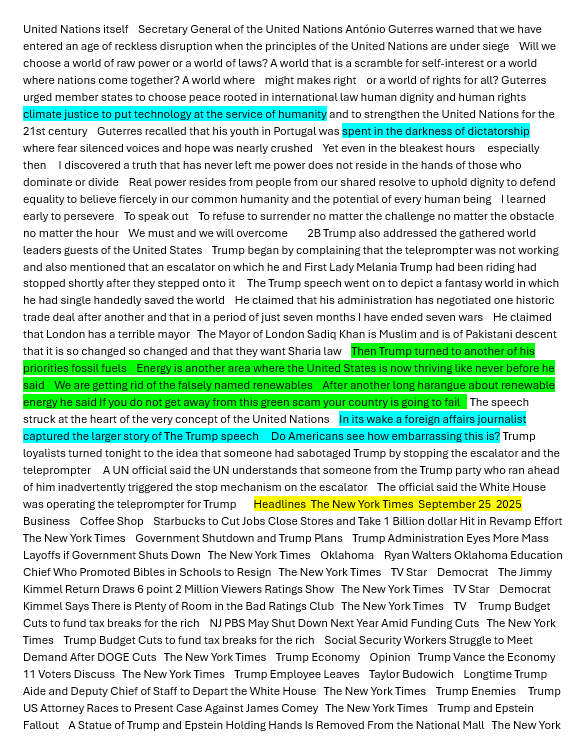 United Nations itself Secretary General of the United Nations António Guterres warned that we have
entered an age of reckless disruption when the principles of the United Nations are under siege Will we
choose a world of raw power or a world of laws? A world that is a scramble for self-interest or a world
where nations come together? A world where might makes right or a world of rights for all? Guterres
urged member states to choose peace rooted in international law human dignity and human rights
climate justice to put technology at the service of humanity and to strengthen the United Nations for the
21st century Guterres recalled that his youth in Portugal was spent in the darkness of dictatorship
where fear silenced voices and hope was nearly crushed Yet even in the bleakest hours especially
then I discovered a truth that has never left me power does not reside in the hands of those who
dominate or divide Real power resides from people from our shared resolve to uphold dignity to defend
equality to believe fiercely in our common humanity and the potential of every human being I learned
early to persevere To speak out To refuse to surrender no matter the challenge no matter the obstacle
no matter the hour We must and we will overcome 2B Trump also addressed the gathered world
leaders guests of the United States Trump began by complaining that the teleprompter was not working
and also mentioned that an escalator on which he and First Lady Melania Trump had been riding had
stopped shortly after they stepped onto it The Trump speech went on to depict a fantasy world in which
he had single handedly saved the world He claimed that his administration has negotiated one historic
trade deal after another and that in a period of just seven months I have ended seven wars He claimed
that London has a terrible mayor The Mayor of London Sadiq Khan is Muslim and is of Pakistani descent
that it is so changed so changed and that they want Sharia law Then Trump turned to another of his
priorities fossil fuels Energy is another area where the United States is now thriving like never before he
said We are getting rid of the falsely named renewables After another long harangue about renewable
energy he said If you do not get away from this green scam your country is going to fail The speech
struck at the heart of the very concept of the United Nations In its wake a foreign affairs journalist
captured the larger story of The Trump speech Do Americans see how embarrassing this is? Trump
loyalists turned tonight to the idea that someone had sabotaged Trump by stopping the escalator and the
teleprompter A UN official said the UN understands that someone from the Trump party who ran ahead
of him inadvertently triggered the stop mechanism on the escalator The official said the White House
was operating the teleprompter for Trump Headlines The New York Times September 25 2025
Business Coffee Shop Starbucks to Cut Jobs Close Stores and Take 1 Billion dollar Hit in Revamp Effort
The New York Times Government Shutdown and Trump Plans Trump Administration Eyes More Mass
Layoffs if Government Shuts Down The New York Times Oklahoma Ryan Walters Oklahoma Education
Chief Who Promoted Bibles in Schools to Resign The New York Times TV Star Democrat The Jimmy
Kimmel Return Draws 6 point 2 Million Viewers Ratings Show The New York Times TV Star Democrat
Kimmel Says There is Plenty of Room in the Bad Ratings Club The New York Times TV Trump Budget
Cuts to fund tax breaks for the rich NJ PBS May Shut Down Next Year Amid Funding Cuts The New York
Times Trump Budget Cuts to fund tax breaks for the rich Social Security Workers Struggle to Meet
Demand After DOGE Cuts The New York Times Trump Economy Opinion Trump Vance the Economy
11 Voters Discuss The New York Times Trump Employee Leaves Taylor Budowich Longtime Trump
Aide and Deputy Chief of Staff to Depart the White House The New York Times Trump Enemies Trump
US Attorney Races to Present Case Against James Comey The New York Times Trump and Epstein
Fallout A Statue of Trump and Epstein Holding Hands Is Removed From the National Mall The New York